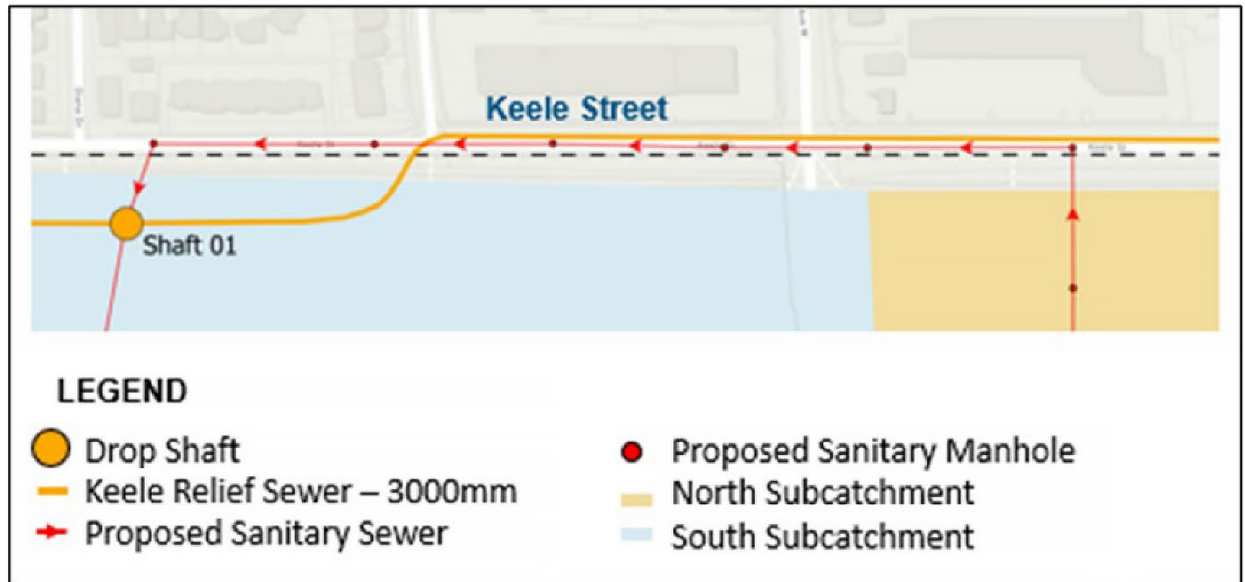 Keele Street
Shaft 01
LEGEND
Drop Shaft
Keele Relief Sewer – 3000mm
Proposed Sanitary Sewer
Proposed Sanitary Manhole
North Subcatchment
South Subcatchment